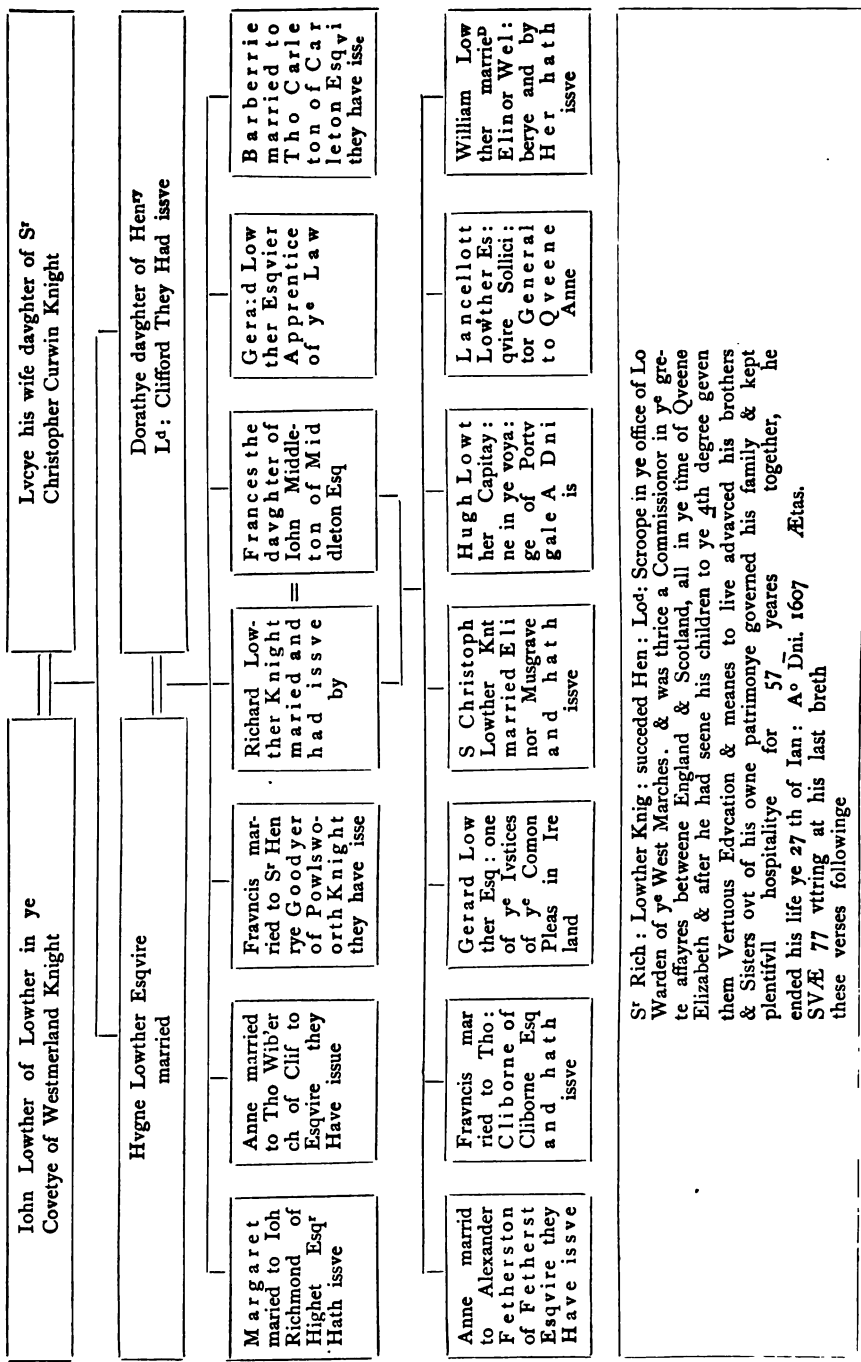 Iohn Lowther of Lowther in ye
Covetye of Westmerland Knight
Lvcye his wife davghter of Sr
Christopher Curwin Knight
Hvgne Lowther Esqvire
married
Dorathye davghter of Henry
Ld: Clifford They Had issve
Margaret
maried to Ioh
Richmond of
Highet Esqr
Hath issve
Anne married
to Tho Wib'er
ch of Clif to
Esqvire they
Have issue
Fravncis mar-
ried to Sr Hen
rye Goodyer
of Powlswo-
orth Knight
they have isse
Richard Low-
ther Knight
maried and
had issve
by
=
Frances the
davghter of
Iohn Middle-
ton of Mid
dleton Esq
Gera:d Low
ther Esqvier
Apprentice
of ye Law
Barberrie
married to
Tho Carle
ton of Car
leton Esqvi
they have isse
Anne marrid
to Alexander
Fetherston
of Fetherst
Esqvire they
Have issve
Fravncis mar
ried to Tho:
Cliborne of
Cliborne Esq
and hath
issve
Gerard Low
ther Esq: one
of ye Ivstices
of ye Comon
Pleas in Ire
land
S Christoph
Lowther Knt
married Eli
nor Musgrave
and hath
issve
Hugh Lowt
her Capitay:
ne in ye voya:
ge of Portv
gale A Dni
is
Lancellott
Lowther Es:
qvire Sollici:
tor General
to Qveene
Anne
William Low
ther marrieD
Elinor Wel:
berye and by
Her hath
issve
Sr Rich: Lowther Knig: succeded Hen: Lod: Scroope in ye office of Lo
Warden of ye West Marches. & was thrice a Commissionor in ye gre-
te affayres betweene England & Scotland, all in ye time of Qveene
Elizabeth & after he had seene his children to ye 4th degree geven
them Vertuous Edvcation & meanes to live advavced his brothers
& Sisters ovt of his owne patrimonye governed his family & kept
plentifvll hospitalitye for 57 yeares together, he
ended his life ye 27 th of Ian: Ao Dni. 1607 Ætas.
SVÆ 77 vttring at his last breth
these verses followinge